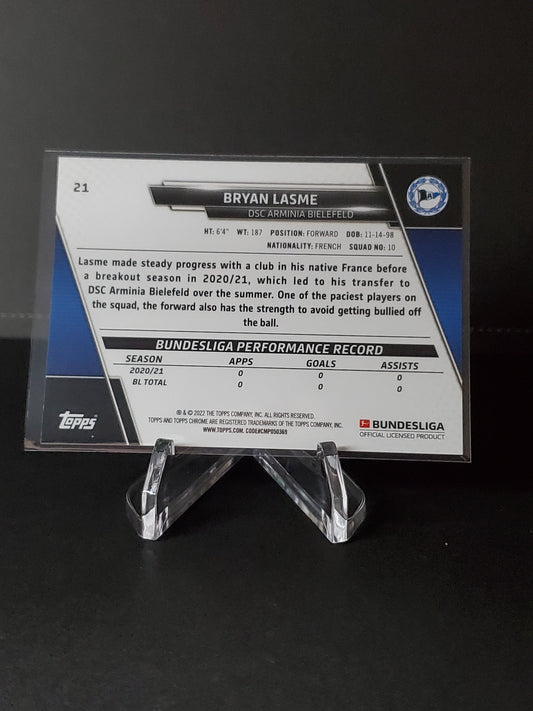 21
BRYAN LASME
DSC ARMINIA BIELEFELD
A
HT: 6'4" WT: 187 POSITION: FORWARD DOB: 11-14-98
NATIONALITY: FRENCH SQUAD NO: 10
Lasme made steady progress with a club in his native France before
a breakout season in 2020/21, which led to his transfer to
DSC Arminia Bielefeld over the summer. One of the paciest players on
the squad, the forward also has the strength to avoid getting bullied off
the ball.
BUNDESLIGA PERFORMANCE RECORD
SEASON APPS GOALS ASSISTS
2020/21 0 0 0
BL TOTAL 0 0 0
topps
® & © 2022 THE TOPPS COMPANY, INC. ALL RIGHTS RESERVED.
TOPPS AND TOPPS CHROME ARE REGISTERED TRADEMARKS OF THE TOPPS COMPANY, INC.
WWW.TOPPS.COM. CODE#CMP050369
BUNDESLIGA
OFFICIAL LICENSED PRODUCT